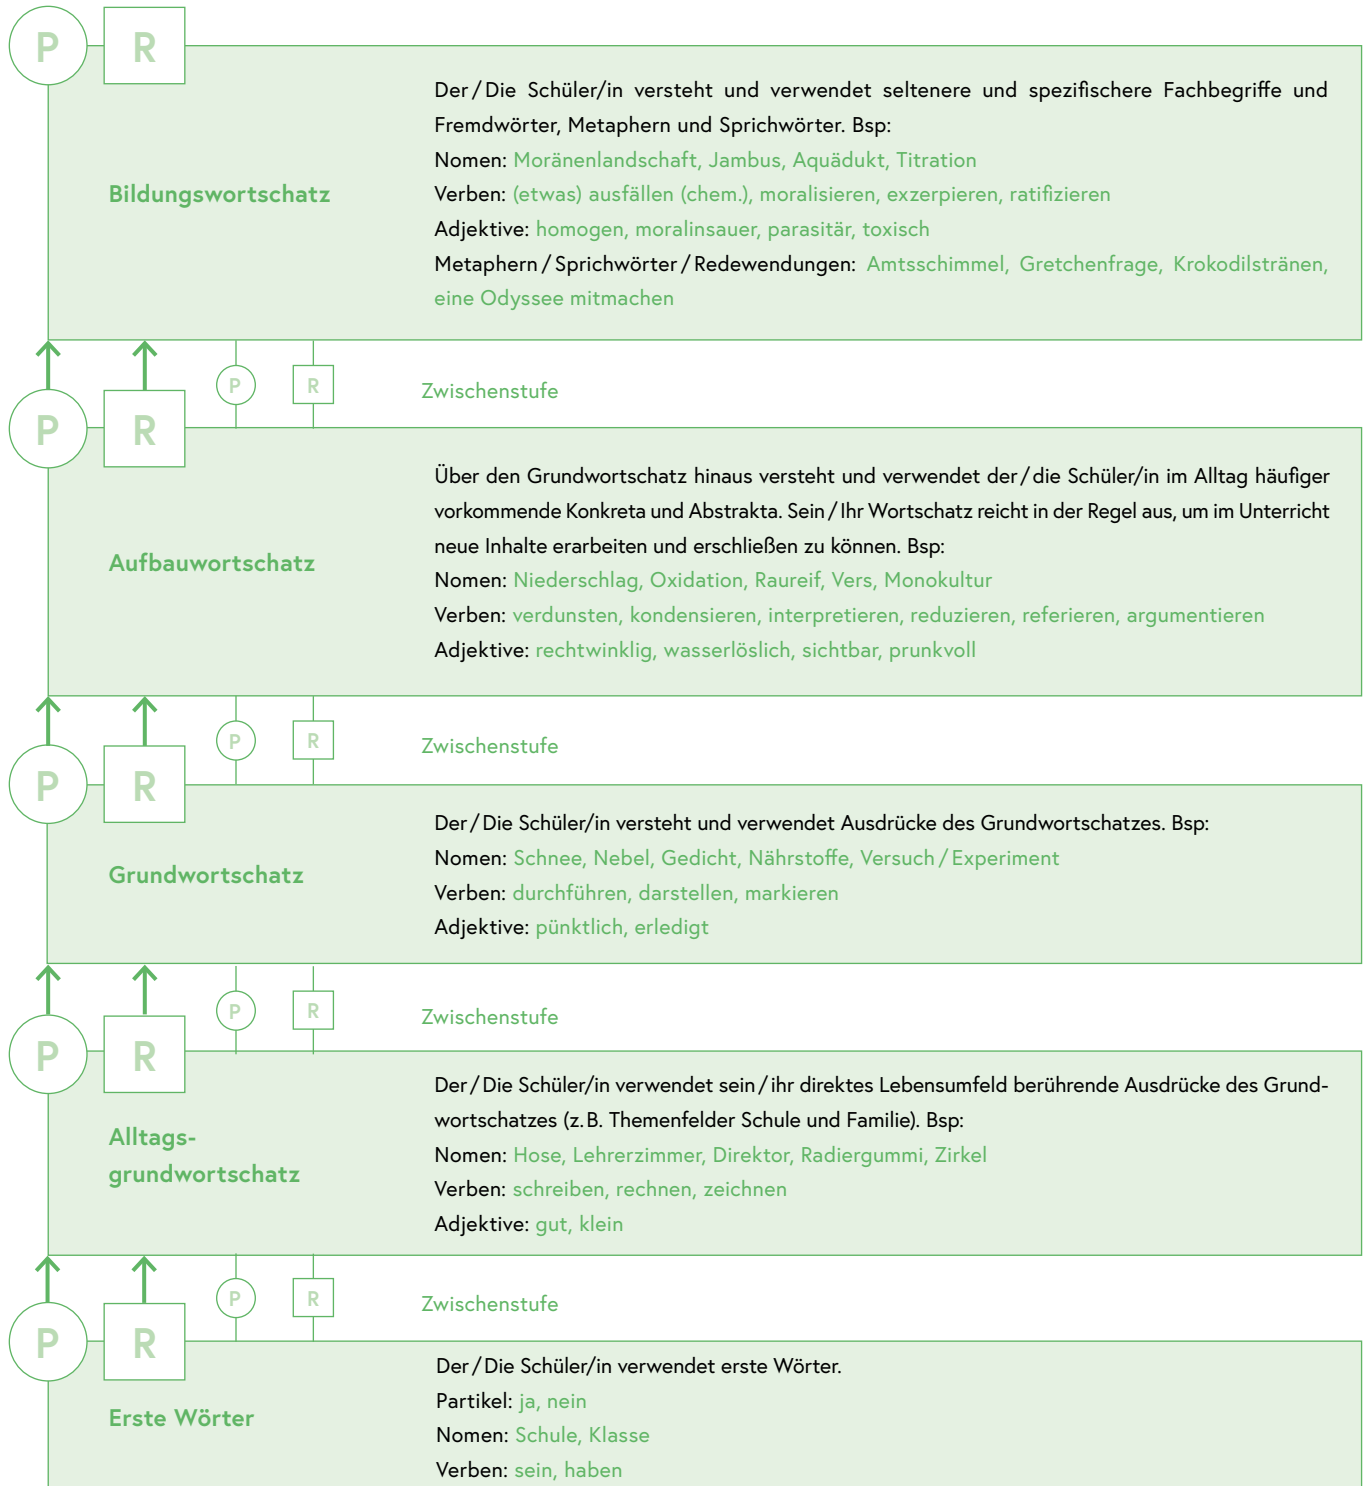 P R
Der / Die Schüler/in versteht und verwendet seltenere und spezifischere Fachbegriffe und
Fremdwörter, Metaphern und Sprichwörter. Bsp:
Nomen: Moränenlandschaft, Jambus, Aquädukt, Titration
Bildungswortschatz
Verben: (etwas) ausfällen (chem.), moralisieren, exzerpieren, ratifizieren
Adjektive: homogen, moralinsauer, parasitär, toxisch
Metaphern / Sprichwörter / Redewendungen: Amtsschimmel, Gretchenfrage, Krokodilstränen,
eine Odyssee mitmachen
P R Zwischenstufe
P R
Über den Grundwortschatz hinaus versteht und verwendet der / die Schüler/in im Alltag häufiger
vorkommende Konkreta und Abstrakta. Sein / Ihr Wortschatz reicht in der Regel aus, um im Unterricht
neue Inhalte erarbeiten und erschließen zu können. Bsp:
Aufbauwortschatz
Nomen: Niederschlag, Oxidation, Raureif, Vers, Monokultur
Verben: verdunsten, kondensieren, interpretieren, reduzieren, referieren, argumentieren
Adjektive: rechtwinklig, wasserlöslich, sichtbar, prunkvoll
P R Zwischenstufe
P R
Der / Die Schüler/in versteht und verwendet Ausdrücke des Grundwortschatzes. Bsp:
Nomen: Schnee, Nebel, Gedicht, Nährstoffe, Versuch / Experiment
Grundwortschatz
Verben: durchführen, darstellen, markieren
Adjektive: pünktlich, erledigt
P R Zwischenstufe
P R
Der / Die Schüler/in verwendet sein / ihr direktes Lebensumfeld berührende Ausdrücke des Grund-
wortschatzes (z. B. Themenfelder Schule und Familie). Bsp:
Alltags-
grundwortschatz
Nomen: Hose, Lehrerzimmer, Direktor, Radiergummi, Zirkel
Verben: schreiben, rechnen, zeichnen
Adjektive: gut, klein
P R Zwischenstufe
P R
Der / Die Schüler/in verwendet erste Wörter.
Partikel: ja, nein
Erste Wörter
Nomen: Schule, Klasse
Verben: sein, haben